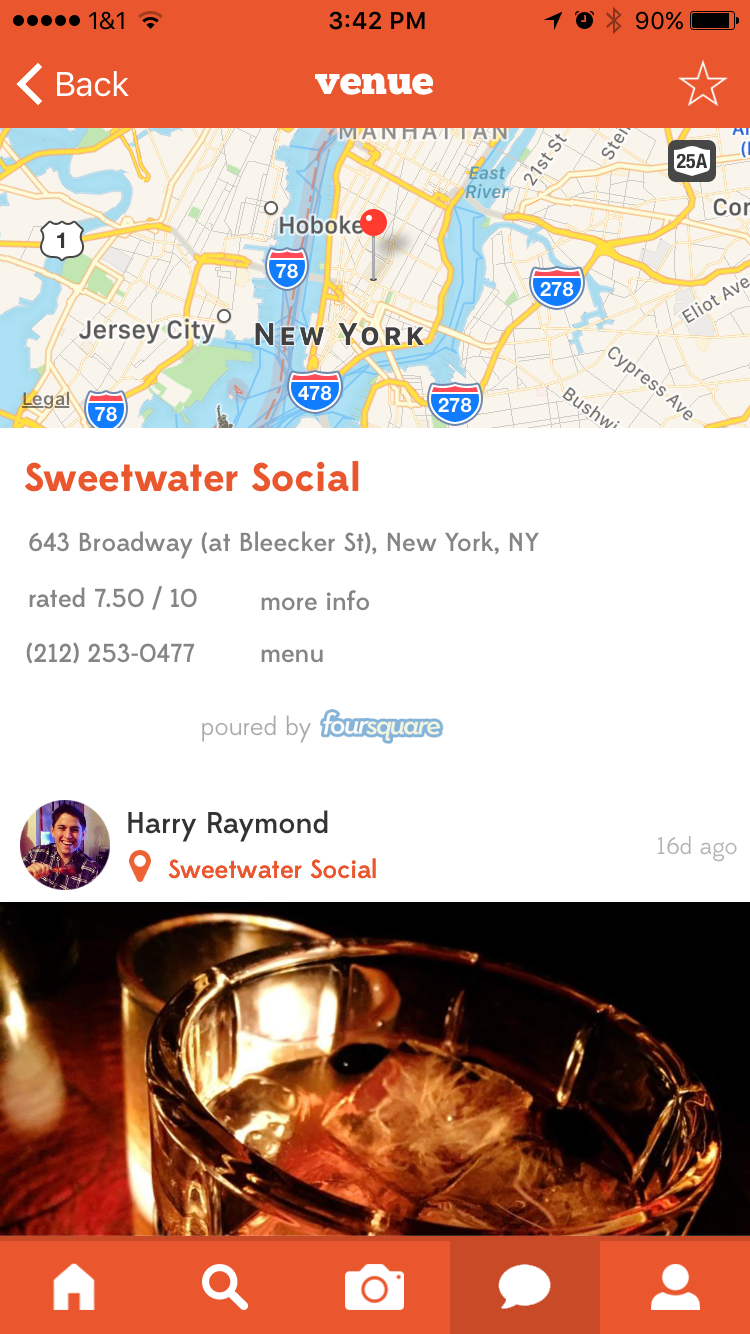 1&1 3:42 PM 90%
Back venue
MANHATTAN
21st St
East
River
25A
Hoboke
1
78
278
Eliot Ave
Jersey City
NEW YORK
Cypress Ave
Legal
78
478
278
Bushwi
Sweetwater Social
643 Broadway (at Bleecker St), New York, NY
rated 7.50 / 10 more info
(212) 253-0477 menu
poured by foursquare
Harry Raymond
16d ago
Sweetwater Social